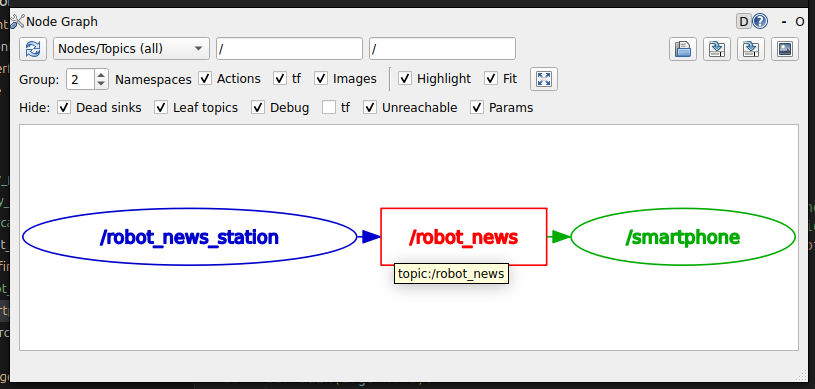 Node Graph
D ? - O
Nodes/Topics (all) / /
Group: 2 Namespaces Actions tf Images Highlight Fit
Hide: Dead sinks Leaf topics Debug tf Unreachable Params
/robot_news_station /robot_news /smartphone
topic:/robot_news